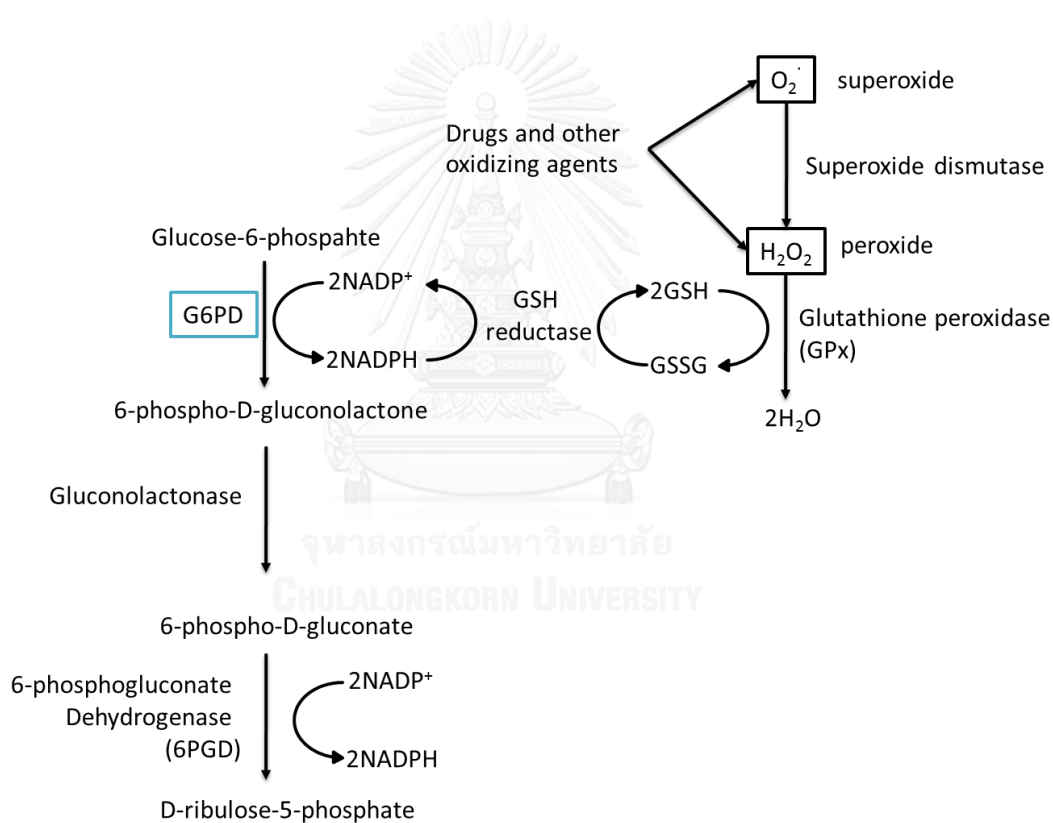 O₂˙
superoxide
Drugs and other
oxidizing agents
Superoxide dismutase
H₂O₂
peroxide
Glucose-6-phospahte
G6PD
2NADP⁺
2NADPH
GSH
reductase
2GSH
GSSG
Glutathione peroxidase
(GPx)
2H₂O
6-phospho-D-gluconolactone
Gluconolactonase
จุฬาลงกรณ์มหาวิทยาลัย
CHULALONGKORN UNIVERSITY
6-phospho-D-gluconate
6-phosphogluconate
Dehydrogenase
(6PGD)
2NADP⁺
2NADPH
D-ribulose-5-phosphate